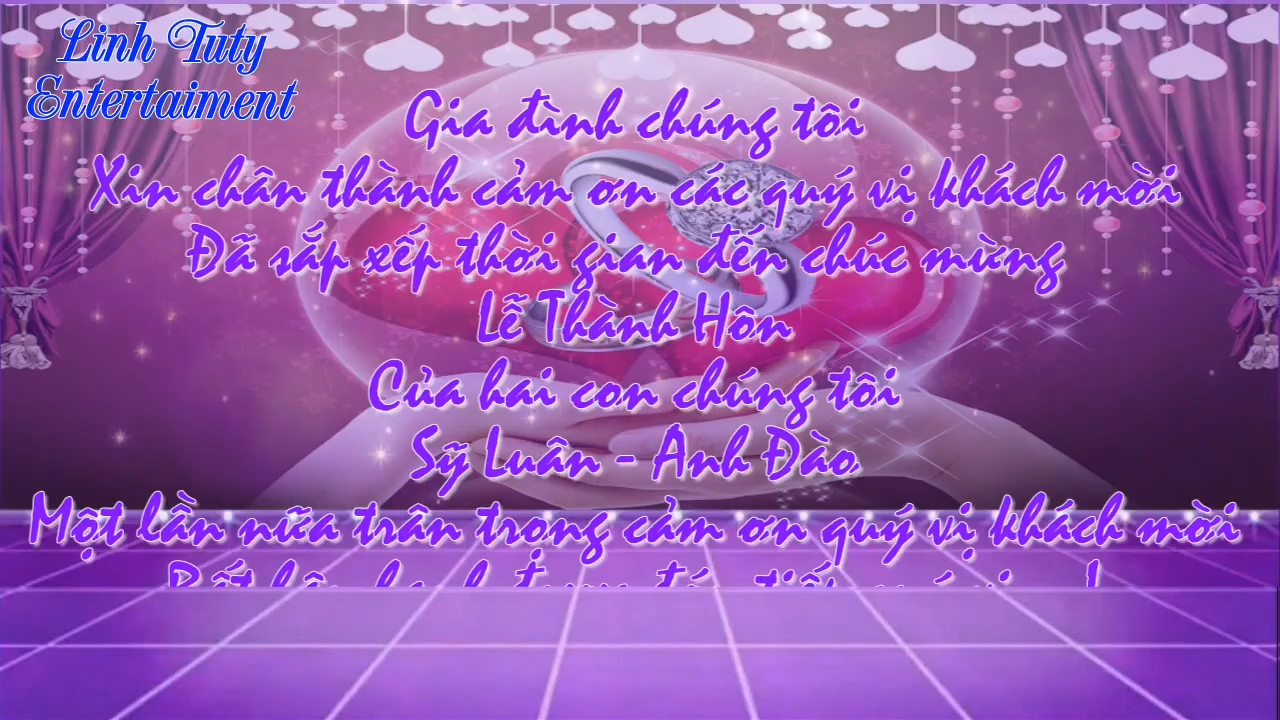 Linh Tuty
Entertaiment
Gia đình chúng tôi
Xin chân thành cảm ơn các quý vị khách mời
Đã sắp xếp thời gian đến chúc mừng
Lễ Thành Hôn
Của hai con chúng tôi
Sỹ Luân - Anh Đào
Một lần nữa trân trọng cảm ơn quý vị khách mời